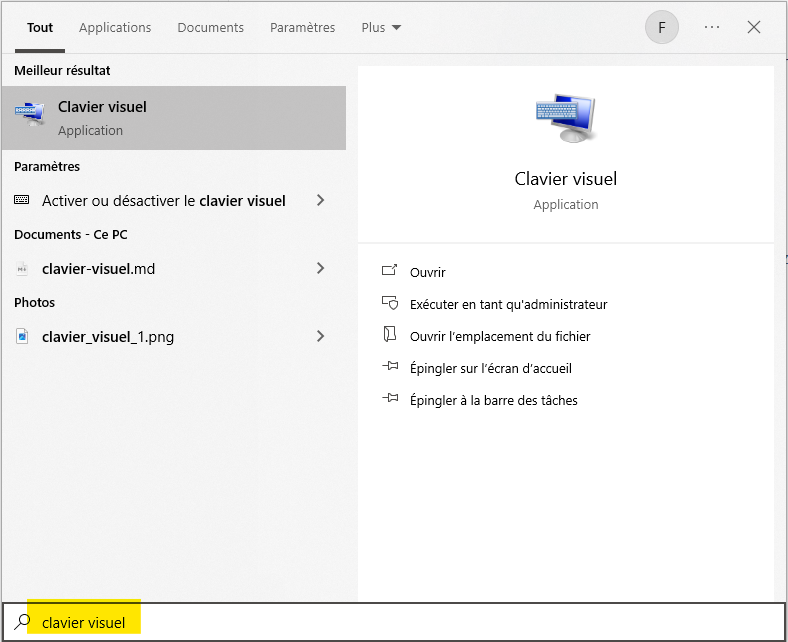 Tout Applications Documents Paramètres Plus F ...
Meilleur résultat
Clavier visuel
Application
Paramètres
Activer ou désactiver le clavier visuel
Documents - Ce PC
clavier-visuel.md
Photos
clavier_visuel_1.png
Clavier visuel
Application
Ouvrir
Exécuter en tant qu'administrateur
Ouvrir l’emplacement du fichier
Épingler sur l’écran d’accueil
Épingler à la barre des tâches
clavier visuel